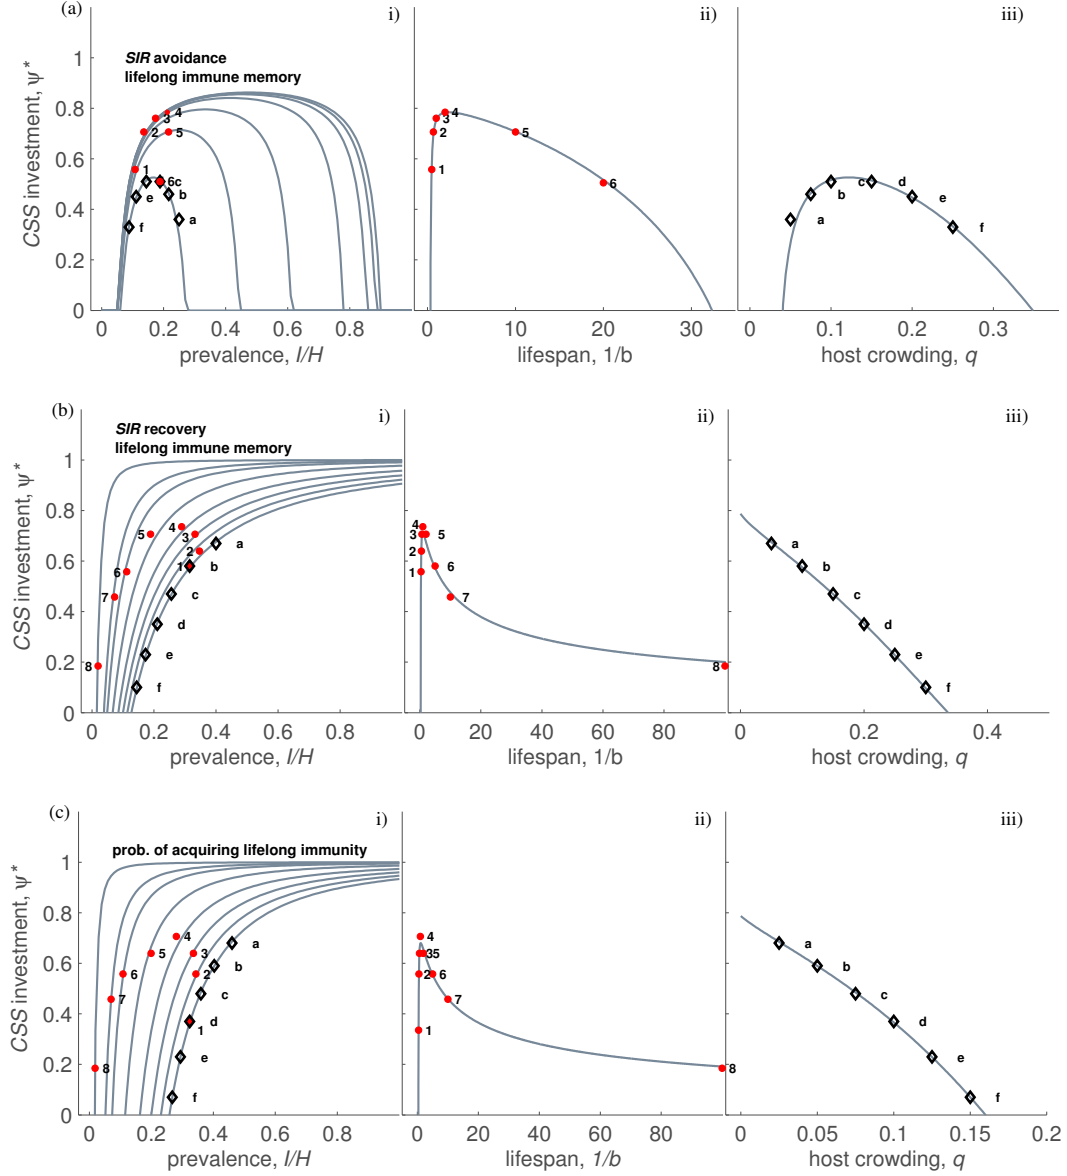 (a)
i)
ii)
iii)
SIR avoidance
lifelong immune memory
CSS investment, ψ*
1
0.8
0.6
0.4
0.2
0
1
2
3
4
5
6c
b
a
e
f
0 0.2 0.4 0.6 0.8
prevalence, I/H
1
2
3
4
5
6
0 10 20 30
lifespan, 1/b
a
b
c
d
e
f
0 0.1 0.2 0.3
host crowding, q
(b)
i)
ii)
iii)
SIR recovery
lifelong immune memory
CSS investment, ψ*
1
0.8
0.6
0.4
0.2
0
4
5
3
2
a
6
1
b
7
c
d
e
8
f
0 0.2 0.4 0.6 0.8
prevalence, I/H
4
3
5
2
1
6
7
8
0 20 40 60 80
lifespan, 1/b
a
b
c
d
e
f
0 0.2 0.4
host crowding, q
(c)
i)
ii)
iii)
prob. of acquiring lifelong immunity
CSS investment, ψ*
1
0.8
0.6
0.4
0.2
0
4
a
5
3
b
6
2
7
c
d
1
e
8
f
0 0.2 0.4 0.6 0.8
prevalence, I/H
4
35
2
6
7
1
8
0 20 40 60 80
lifespan, 1/b
a
b
c
d
e
f
0 0.05 0.1 0.15 0.2
host crowding, q